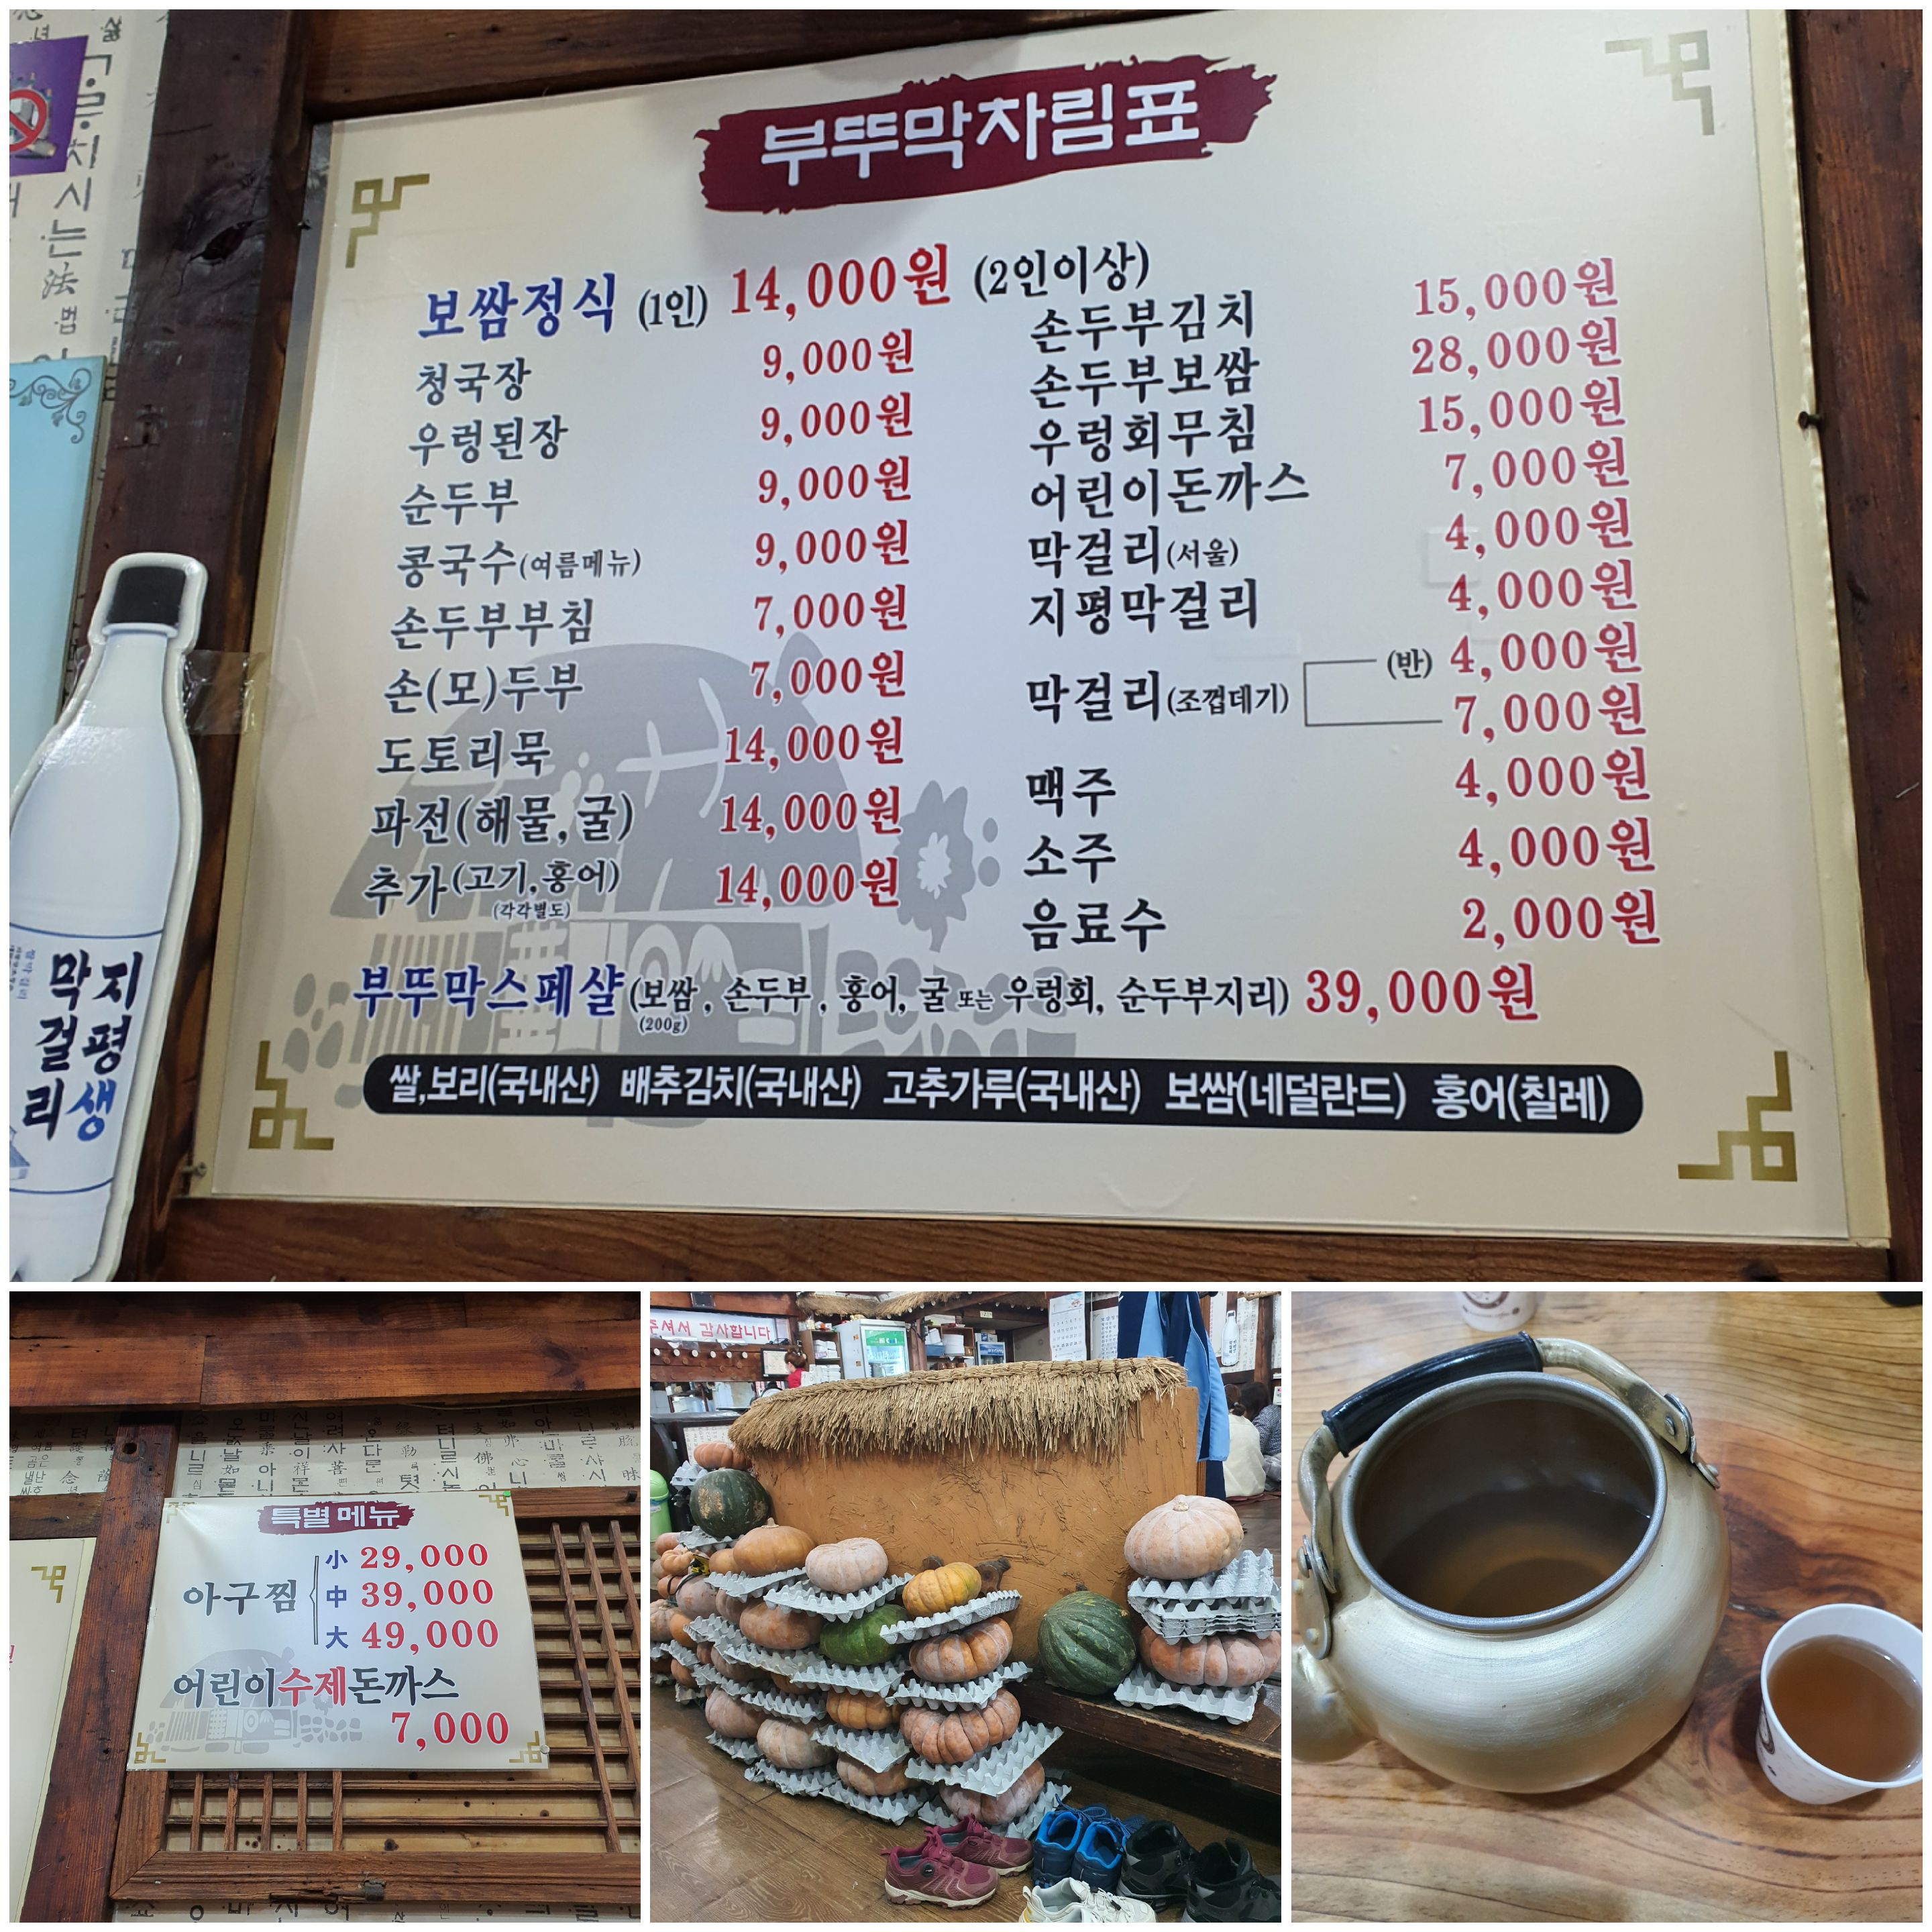 부뚜막차림표
보쌈정식 (1인) 14,000원 (2인이상)
청국장 9,000원
우렁된장 9,000원
순두부 9,000원
콩국수(여름메뉴) 9,000원
손두부부침 7,000원
손(모)두부 7,000원
도토리묵 14,000원
파전(해물,굴) 14,000원
추가(고기,홍어) 14,000원
(각각별도)
손두부김치 15,000원
손두부보쌈 28,000원
우렁회무침 15,000원
어린이돈까스 7,000원
막걸리(서울) 4,000원
지평막걸리 4,000원
막걸리(조껍데기) (반) 4,000원
7,000원
맥주 4,000원
소주 4,000원
음료수 2,000원
부뚜막스페샬(보쌈, 손두부, 홍어, 굴 또는 우렁회, 순두부지리) 39,000원
(200g)
쌀,보리(국내산) 배추김치(국내산) 고추가루(국내산) 보쌈(네덜란드) 홍어(칠레)
지평생
막걸리
특별메뉴
아구찜
小 29,000
中 39,000
大 49,000
어린이수제돈까스
7,000
주셔서 감사합니다